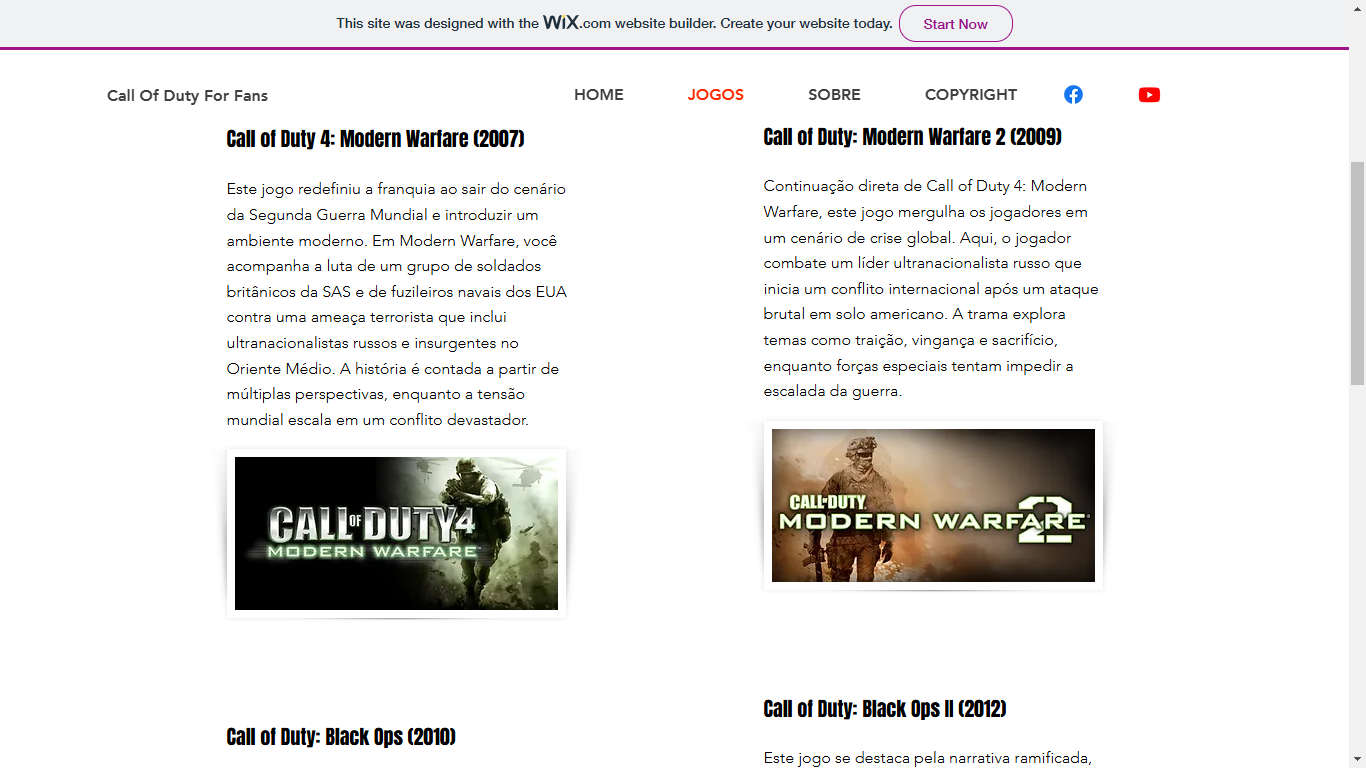 This site was designed with the WiX.com website builder. Create your website today.
Start Now
Call Of Duty For Fans
HOME
JOGOS
SOBRE
COPYRIGHT
Call of Duty 4: Modern Warfare (2007)
Este jogo redefiniu a franquia ao sair do cenário
da Segunda Guerra Mundial e introduzir um
ambiente moderno. Em Modern Warfare, você
acompanha a luta de um grupo de soldados
britânicos da SAS e de fuzileiros navais dos EUA
contra uma ameaça terrorista que inclui
ultranacionalistas russos e insurgentes no
Oriente Médio. A história é contada a partir de
múltiplas perspectivas, enquanto a tensão
mundial escala em um conflito devastador.
CALL OF DUTY 4
MODERN WARFARE
Call of Duty: Modern Warfare 2 (2009)
Continuação direta de Call of Duty 4: Modern
Warfare, este jogo mergulha os jogadores em
um cenário de crise global. Aqui, o jogador
combate um líder ultranacionalista russo que
inicia um conflito internacional após um ataque
brutal em solo americano. A trama explora
temas como traição, vingança e sacrifício,
enquanto forças especiais tentam impedir a
escalada da guerra.
CALL OF DUTY
MODERN WARFARE 2
Call of Duty: Black Ops (2010)
Call of Duty: Black Ops II (2012)
Este jogo se destaca pela narrativa ramificada,